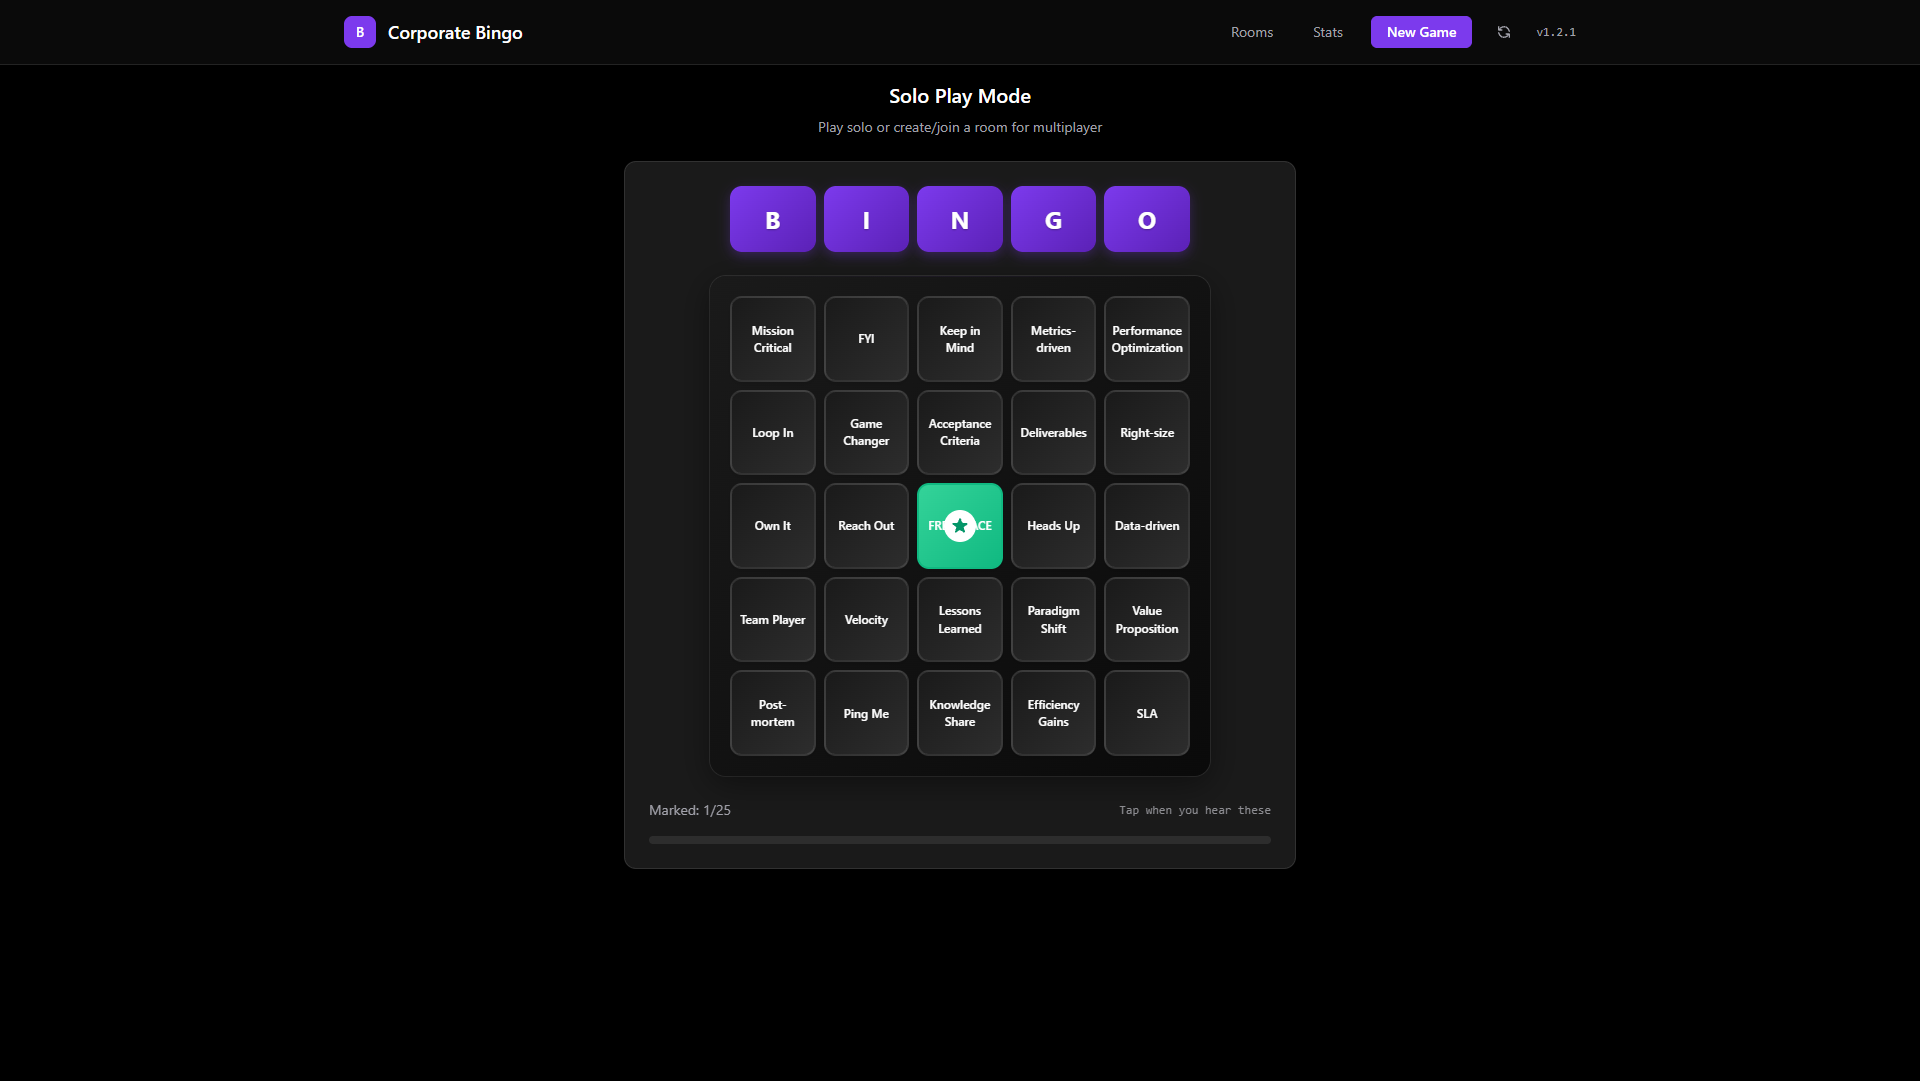 B Corporate Bingo Rooms Stats New Game v1.2.1
Solo Play Mode
Play solo or create/join a room for multiplayer
B I N G O
Mission
Critical
FYI
Keep in
Mind
Metrics-
driven
Performance
Optimization
Loop In
Game
Changer
Acceptance
Criteria
Deliverables
Right-size
Own It
Reach Out
Heads Up
Data-driven
Team Player
Velocity
Lessons
Learned
Paradigm
Shift
Value
Proposition
Post-
mortem
Ping Me
Knowledge
Share
Efficiency
Gains
SLA
Marked: 1/25
Tap when you hear these